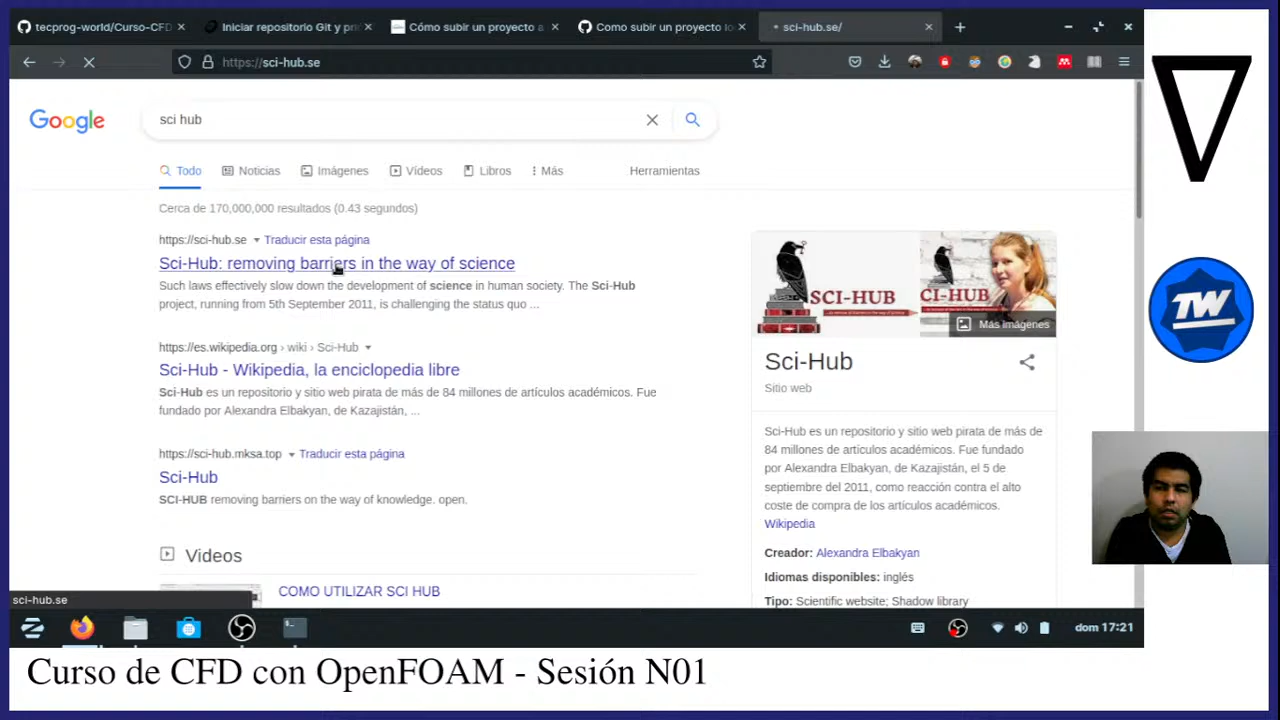 tecprog-world/Curso-CFD
Iniciar repositorio Git y pri
Cómo subir un proyecto a
Como subir un proyecto lo
sci-hub.se/
https://sci-hub.se
Google
sci hub
Todo
Noticias
Imágenes
Vídeos
Libros
Más
Herramientas
Cerca de 170,000,000 resultados (0.43 segundos)
https://sci-hub.se
Traducir esta página
Sci-Hub: removing barriers in the way of science
Such laws effectively slow down the development of science in human society. The Sci-Hub
project, running from 5th September 2011, is challenging the status quo ...
https://es.wikipedia.org › wiki › Sci-Hub
Sci-Hub - Wikipedia, la enciclopedia libre
Sci-Hub es un repositorio y sitio web pirata de más de 84 millones de artículos académicos. Fue
fundado por Alexandra Elbakyan, de Kazajistán, ...
https://sci-hub.mksa.top
Traducir esta página
Sci-Hub
SCI-HUB removing barriers on the way of knowledge. open.
Videos
COMO UTILIZAR SCI HUB
SCI-HUB
CI-HUB
Más imágenes
Sci-Hub
Sitio web
Sci-Hub es un repositorio y sitio web pirata de más de
84 millones de artículos académicos. Fue fundado
por Alexandra Elbakyan, de Kazajistán, el 5 de
septiembre del 2011, como reacción contra el alto
coste de compra de los artículos académicos.
Wikipedia
Creador: Alexandra Elbakyan
Idiomas disponibles: inglés
Tipo: Scientific website; Shadow library
sci-hub.se
dom 17:21
TW
Curso de CFD con OpenFOAM - Sesión N01